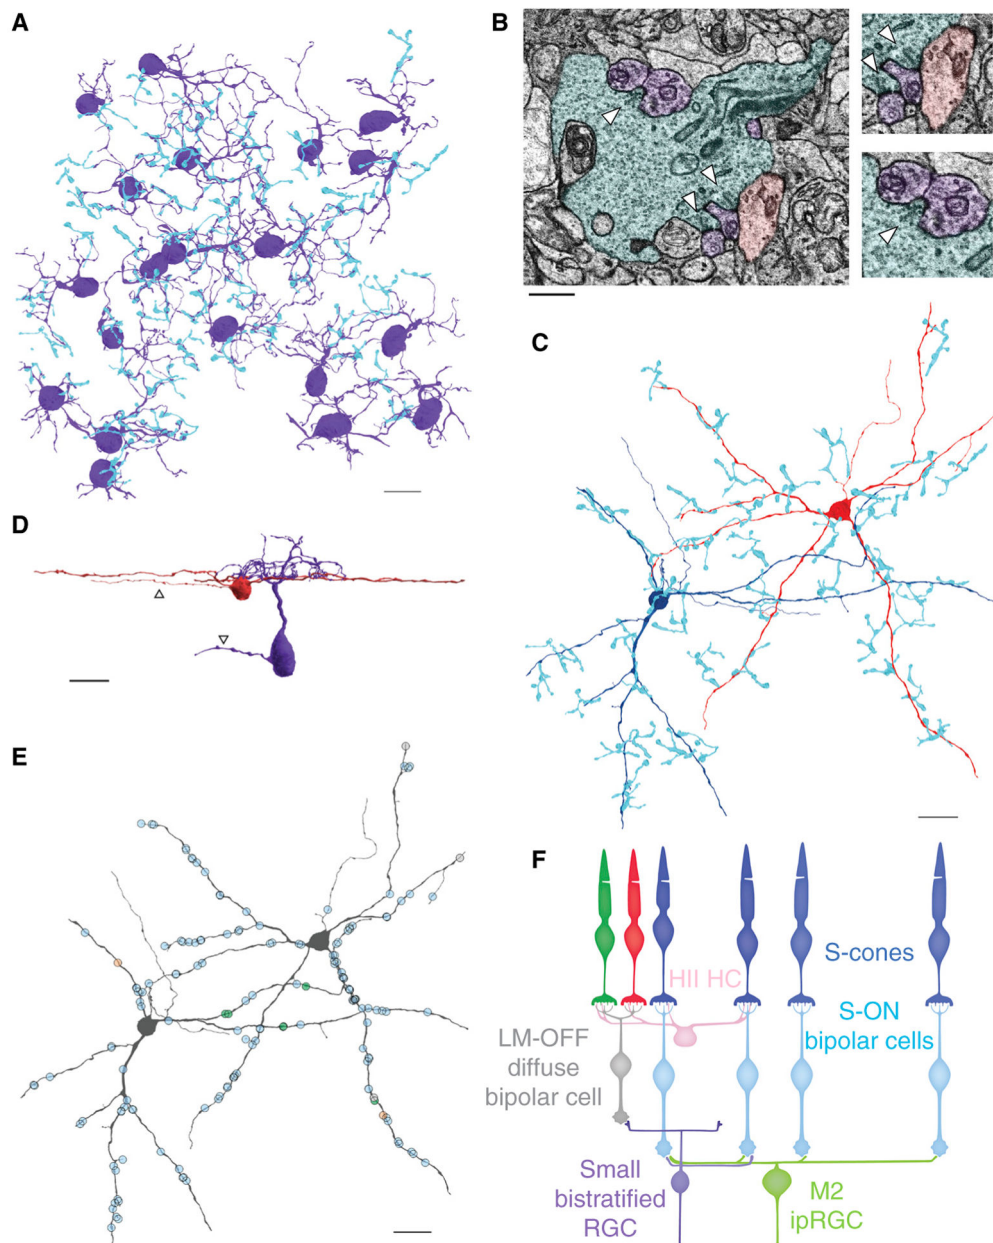 A
B
C
D
E
F
S-cones
HII HC
S-ON
bipolar cells
LM-OFF
diffuse
bipolar cell
Small
bistratified
RGC
M2
ipRGC